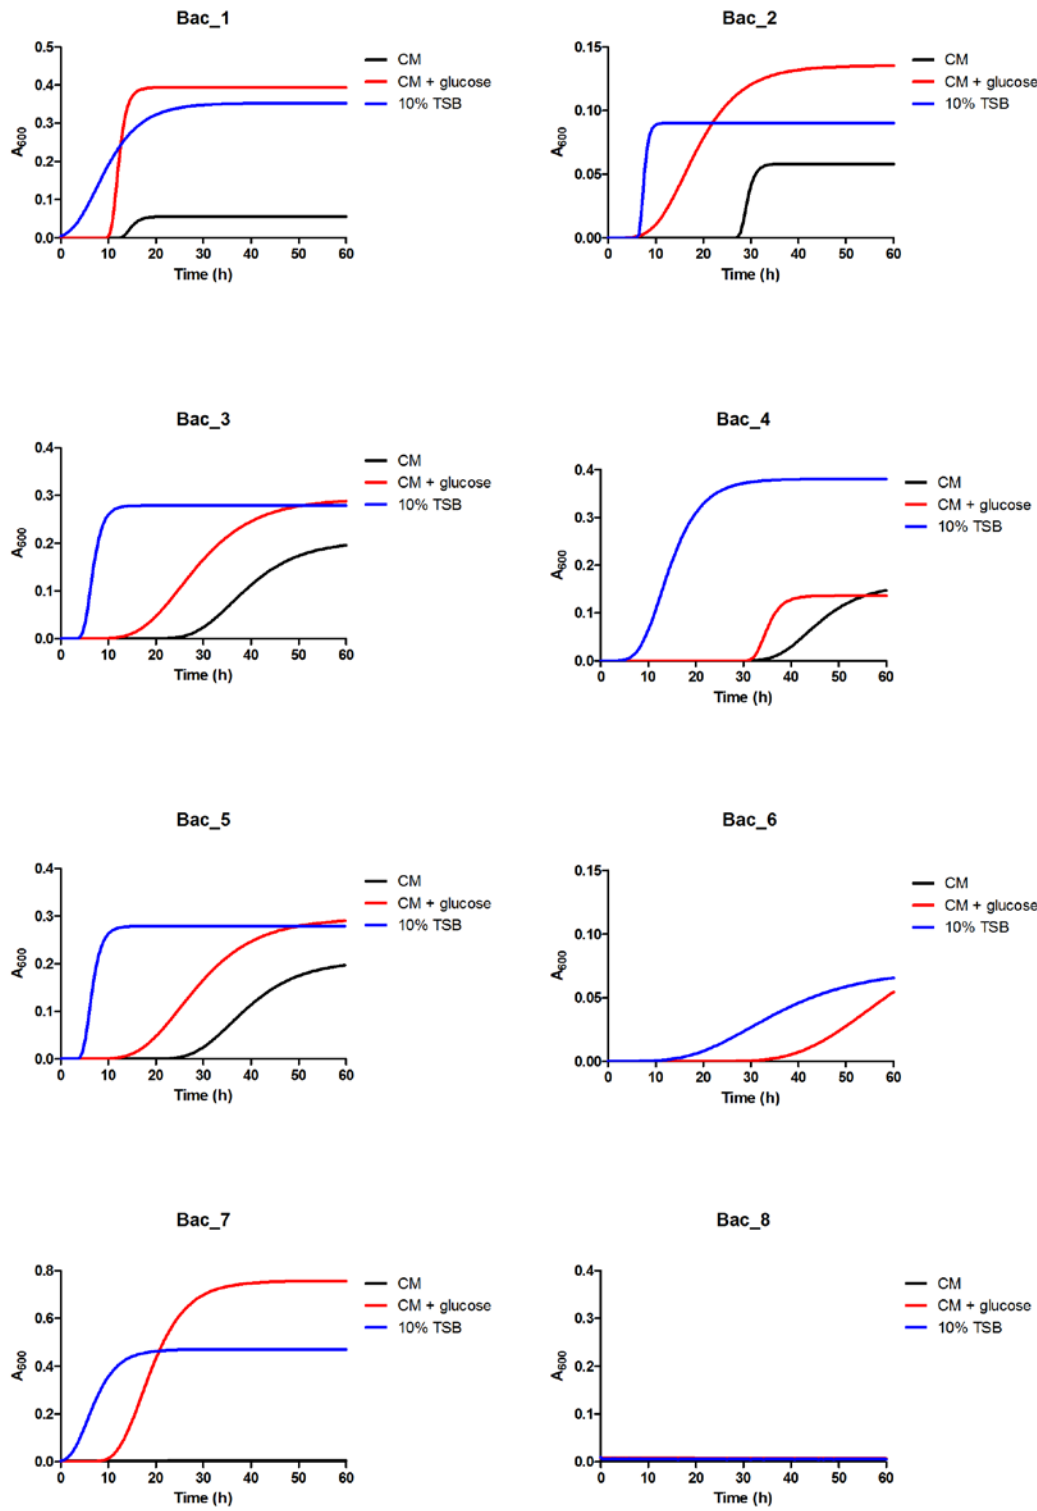 Bac_1
0.5
0.4
0.3
0.2
0.1
0.0
A600
0 10 20 30 40 50 60
Time (h)
CM
CM + glucose
10% TSB
Bac_2
0.15
0.10
0.05
0.00
A600
0 10 20 30 40 50 60
Time (h)
CM
CM + glucose
10% TSB
Bac_3
0.4
0.3
0.2
0.1
0.0
A600
0 10 20 30 40 50 60
Time (h)
CM
CM + glucose
10% TSB
Bac_4
0.4
0.3
0.2
0.1
0.0
A600
0 10 20 30 40 50 60
Time (h)
CM
CM + glucose
10% TSB
Bac_5
0.4
0.3
0.2
0.1
0.0
A600
0 10 20 30 40 50 60
Time (h)
CM
CM + glucose
10% TSB
Bac_6
0.15
0.10
0.05
0.00
A600
0 10 20 30 40 50 60
Time (h)
CM
CM + glucose
10% TSB
Bac_7
0.8
0.6
0.4
0.2
0.0
A600
0 10 20 30 40 50 60
Time (h)
CM
CM + glucose
10% TSB
Bac_8
0.4
0.3
0.2
0.1
0.0
A600
0 10 20 30 40 50 60
Time (h)
CM
CM + glucose
10% TSB